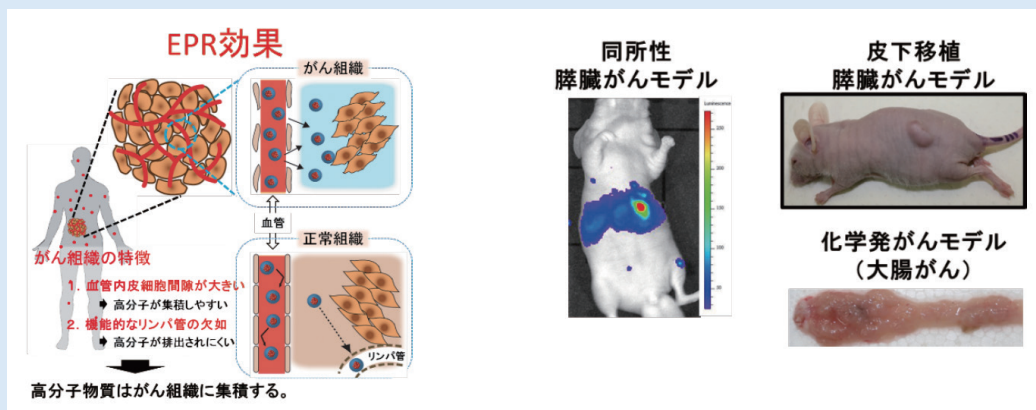 EPR効果
がん組織
血管
正常組織
リンパ管
がん組織の特徴
1. 血管内皮細胞間隙が大きい
➡ 高分子が集積しやすい
2. 機能的なリンパ管の欠如
➡ 高分子が排出されにくい
高分子物質はがん組織に集積する。
同所性
膵臓がんモデル
Luminescence
皮下移植
膵臓がんモデル
化学発がんモデル
（大腸がん）